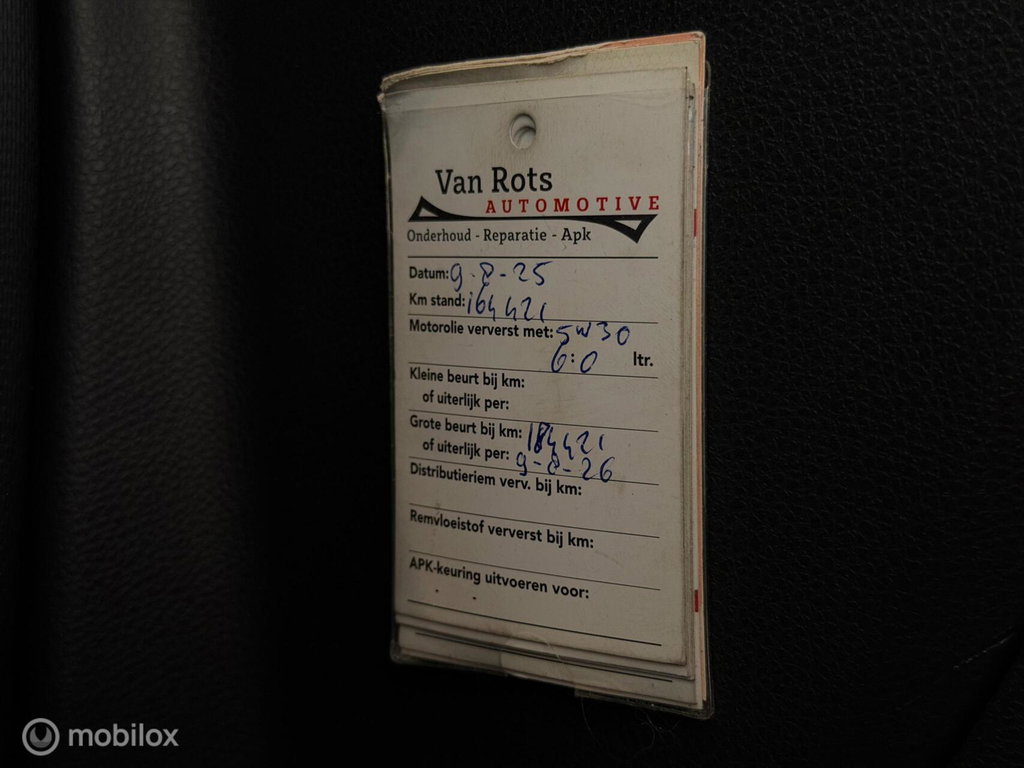 Van Rots
AUTOMOTIVE
Onderhoud - Reparatie - Apk
Datum: 9-8-25
Km stand: 164421
Motorolie ververst met: 5W30
6:0 ltr.
Kleine beurt bij km:
of uiterlijk per:
Grote beurt bij km: 184421
of uiterlijk per: 9-8-26
Distributieriem verv. bij km:
Remvloeistof ververst bij km:
APK-keuring uitvoeren voor:
mobilox